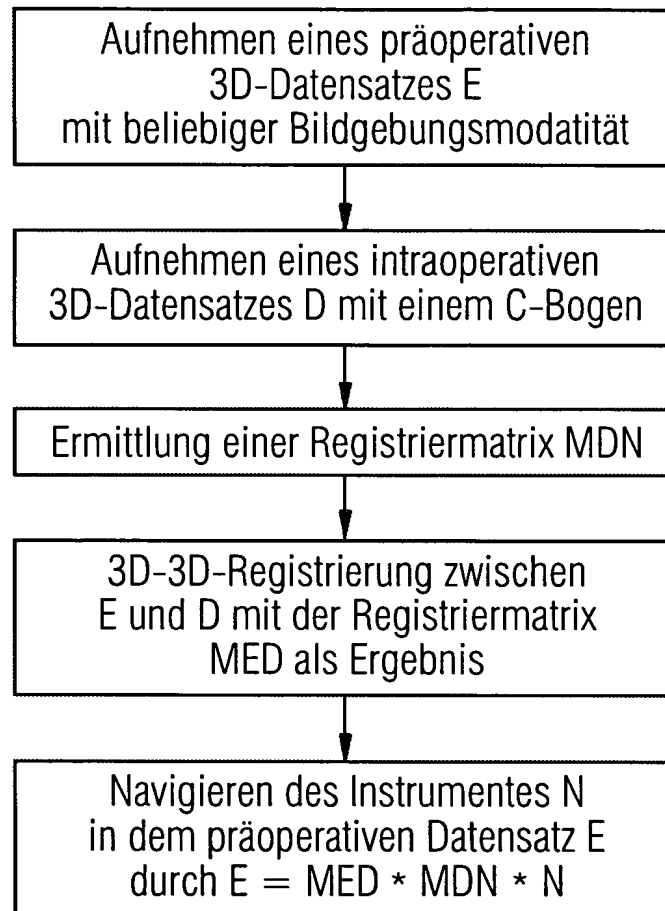 Aufnehmen eines präoperativen
3D-Datensatzes E
mit beliebiger Bildgebungsmodatität
Aufnehmen eines intraoperativen
3D-Datensatzes D mit einem C-Bogen
Ermittlung einer Registriermatrix MDN
3D-3D-Registrierung zwischen
E und D mit der Registriermatrix
MED als Ergebnis
Navigieren des Instrumentes N
in dem präoperativen Datensatz E
durch E = MED * MDN * N